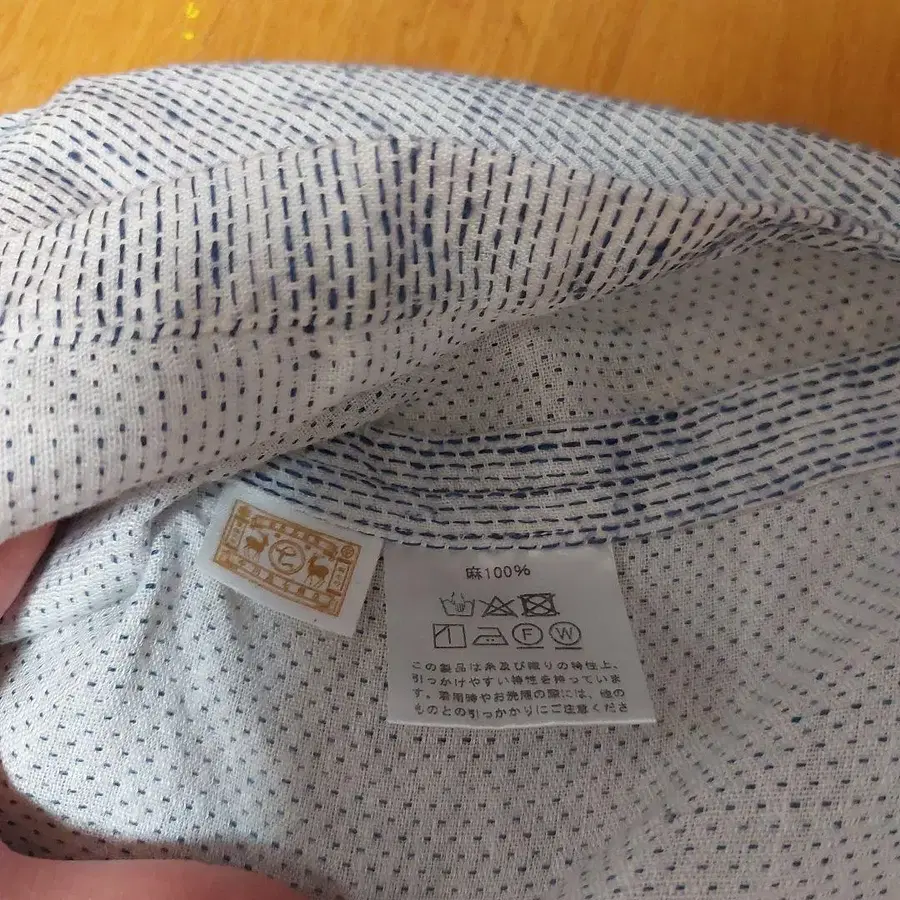 麻100%
F W
この製品は糸及び織りの特性上、
引っかけやすい特性を持っていま
す。着用時やお洗濯の際には、他の
ものとの引っかかりにご注意くださ